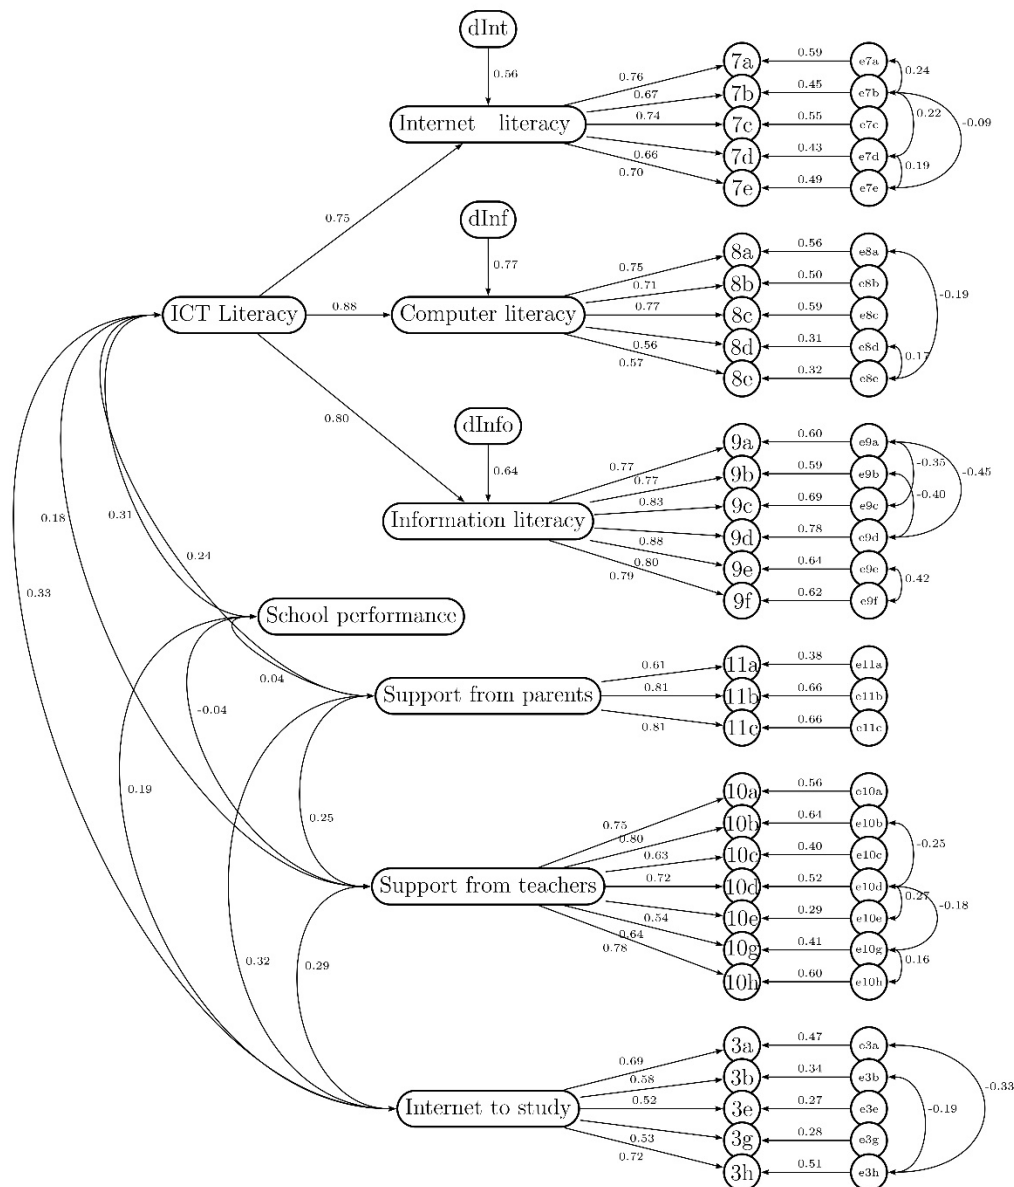 dInt
0.56
Internet literacy
0.76
0.67
0.74
0.66
0.70
7a 0.59 e7a
7b 0.45 e7b
7c 0.55 e7c
7d 0.43 e7d
7e 0.49 e7e
0.24
0.22
-0.09
0.19
0.75
dInf
0.77
ICT Literacy
0.88
Computer literacy
0.75
0.71
0.77
0.56
0.57
8a 0.56 e8a
8b 0.50 e8b
8c 0.59 e8c
8d 0.31 e8d
8e 0.32 e8e
-0.19
0.17
0.80
dInfo
0.64
Information literacy
0.77
0.77
0.83
0.88
0.80
0.79
9a 0.60 e9a
9b 0.59 e9b
9c 0.69 e9c
9d 0.78 e9d
9e 0.64 e9e
9f 0.62 e9f
-0.35
-0.45
-0.40
0.42
0.18
0.31
0.24
0.33
School performance
0.04
-0.04
0.19
Support from parents
0.61
0.81
0.81
11a 0.38 e11a
11b 0.66 e11b
11c 0.66 e11c
0.25
Support from teachers
0.75
0.80
0.63
0.72
0.54
0.64
0.78
10a 0.56 e10a
10b 0.64 e10b
10c 0.40 e10c
10d 0.52 e10d
10e 0.29 e10e
10g 0.41 e10g
10h 0.60 e10h
-0.25
0.27
-0.18
0.16
0.32
0.29
Internet to study
0.69
0.58
0.52
0.53
0.72
3a 0.47 e3a
3b 0.34 e3b
3e 0.27 e3e
3g 0.28 e3g
3h 0.51 e3h
-0.33
-0.19